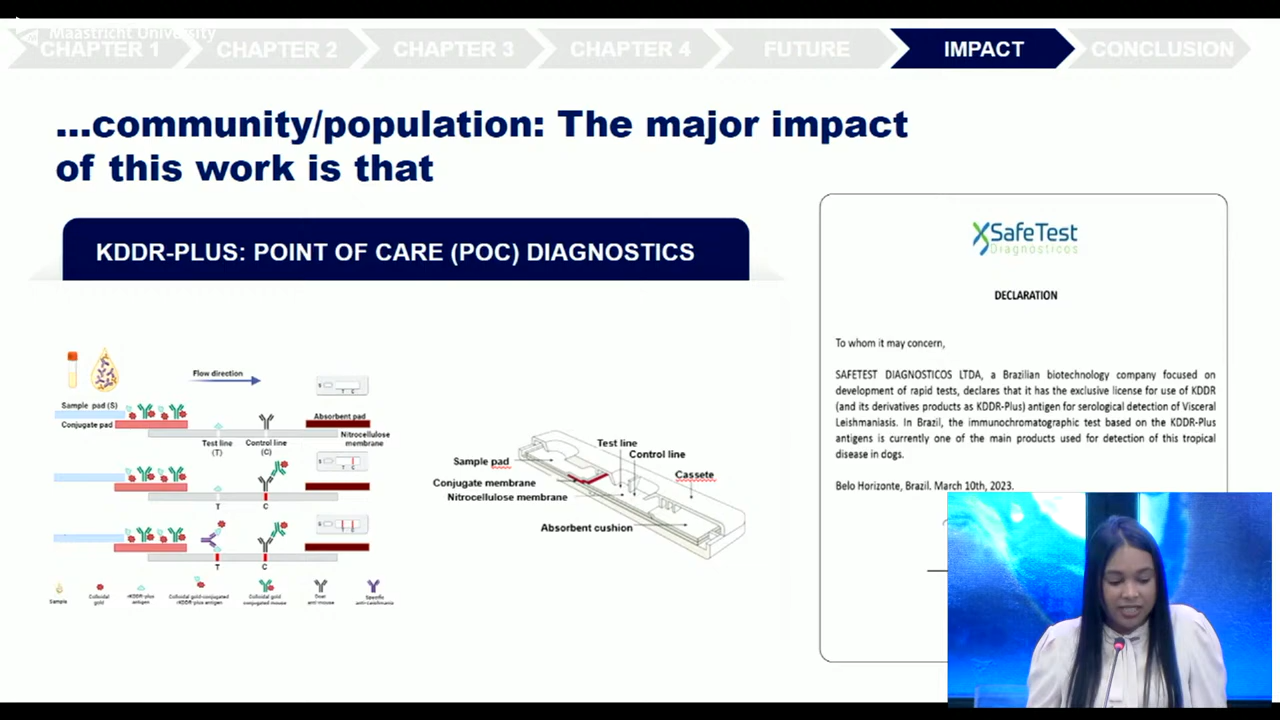 Maastricht University
CHAPTER 1
CHAPTER 2
CHAPTER 3
CHAPTER 4
FUTURE
IMPACT
CONCLUSION
...community/population: The major impact
of this work is that
KDDR-PLUS: POINT OF CARE (POC) DIAGNOSTICS
Flow direction
S
T C
Sample pad (S)
Absorbent pad
Conjugate pad
Test line
(T)
Control line
(C)
Nitrocellulose
membrane
S
T C
T
C
S
T C
T
C
Sample
Colloidal
gold
rKDDR-plus
antigen
Colloidal gold-conjugated
rKDDR-plus antigen
Colloidal gold
conjugated mouse
Goat
anti-mouse
Specific
anti-Leishmania
Test line
Control line
Sample pad
Cassete
Conjugate membrane
Nitrocellulose membrane
Absorbent cushion
SafeTest
Diagnósticos
DECLARATION
To whom it may concern,
SAFETEST DIAGNOSTICOS LTDA, a Brazilian biotechnology company focused on
development of rapid tests, declares that it has the exclusive license for use of KDDR
(and its derivatives products as KDDR-Plus) antigen for serological detection of Visceral
Leishmaniasis. In Brazil, the immunochromatographic test based on the KDDR-Plus
antigens is currently one of the main products used for detection of this tropical
disease in dogs.
Belo Horizonte, Brazil. March 10th, 2023.